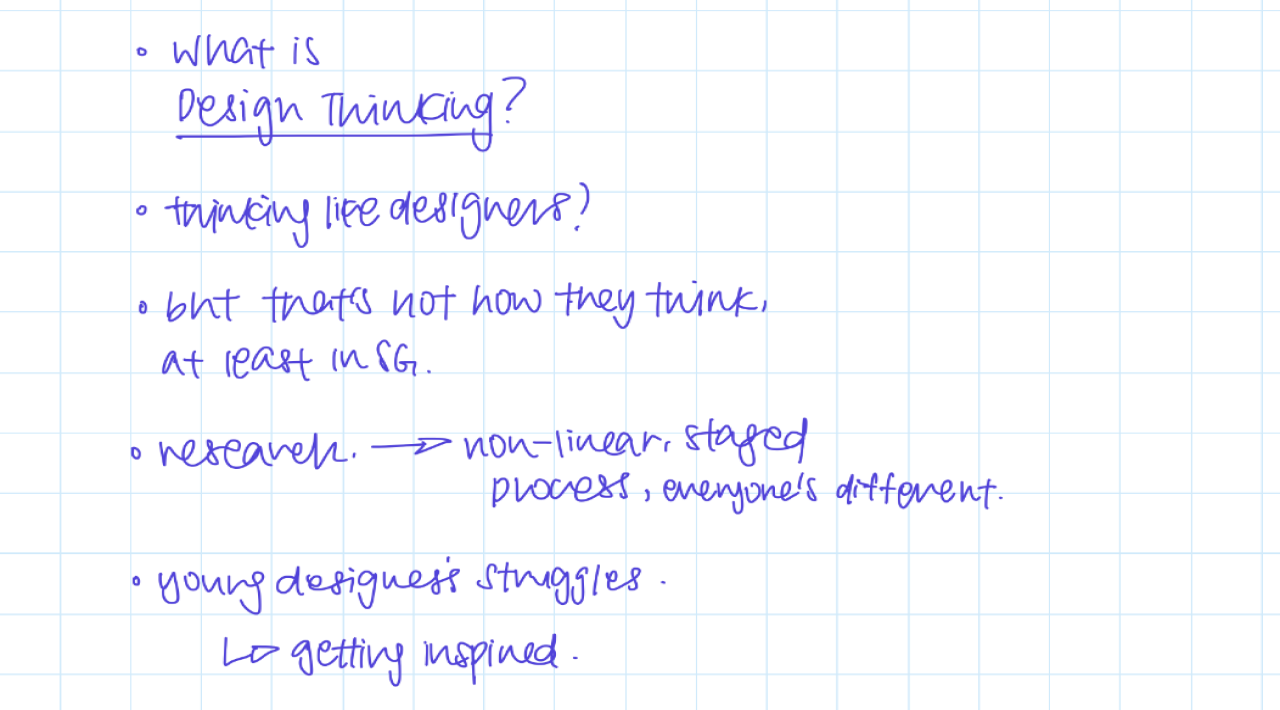 • What is
Design Thinking?
• thinking like designers?
• but that's not how they think,
at least in SG.
• research. → non-linear, staged
process, everyone's different.
• young designer's struggles.
↳ getting inspired.